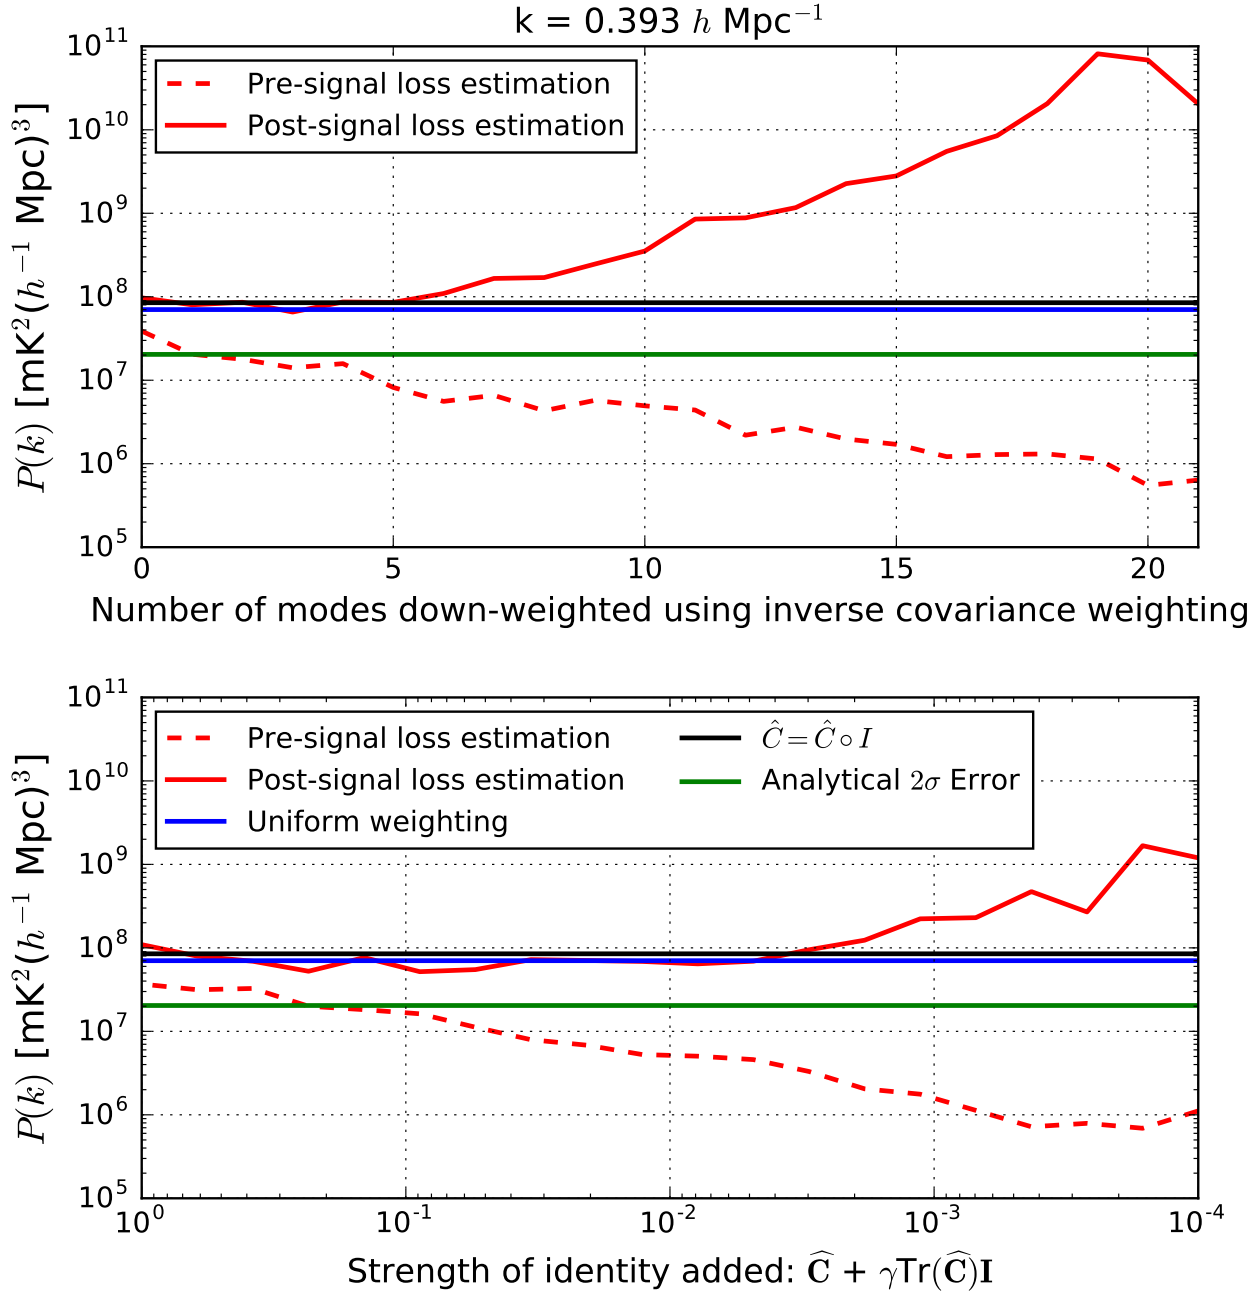 k = 0.393 h Mpc⁻¹
10¹¹
10¹⁰
10⁹
10⁸
10⁷
10⁶
10⁵
P(k) [mK²(h⁻¹ Mpc)³]
Pre-signal loss estimation
Post-signal loss estimation
0 5 10 15 20
Number of modes down-weighted using inverse covariance weighting
10¹¹
10¹⁰
10⁹
10⁸
10⁷
10⁶
10⁵
P(k) [mK²(h⁻¹ Mpc)³]
Pre-signal loss estimation
Post-signal loss estimation
Uniform weighting
Ĉ = Ĉ ∘ I
Analytical 2σ Error
10⁰ 10⁻¹ 10⁻² 10⁻³ 10⁻⁴
Strength of identity added: Ĉ + γTr(Ĉ)I